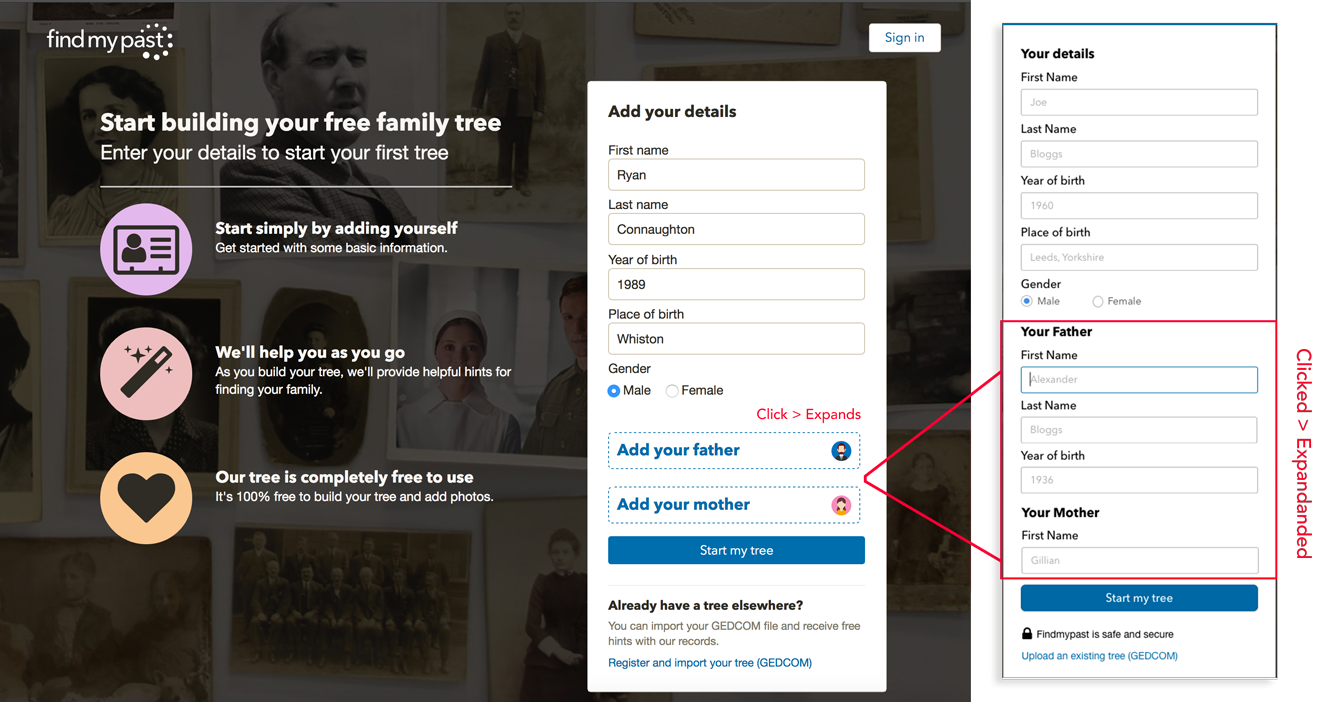 findmypast
Sign in
Start building your free family tree
Enter your details to start your first tree
Start simply by adding yourself
Get started with some basic information.
We'll help you as you go
As you build your tree, we'll provide helpful hints for
finding your family.
Our tree is completely free to use
It's 100% free to build your tree and add photos.
Add your details
First name
Ryan
Last name
Connaughton
Year of birth
1989
Place of birth
Whiston
Gender
Male Female
Click > Expands
Add your father
Add your mother
Start my tree
Already have a tree elsewhere?
You can import your GEDCOM file and receive free
hints with our records.
Register and import your tree (GEDCOM)
Your details
First Name
Joe
Last Name
Bloggs
Year of birth
1960
Place of birth
Leeds, Yorkshire
Gender
Male Female
Your Father
First Name
Alexander
Last Name
Bloggs
Year of birth
1936
Your Mother
First Name
Gillian
Start my tree
Findmypast is safe and secure
Upload an existing tree (GEDCOM)
Clicked > Expandanded